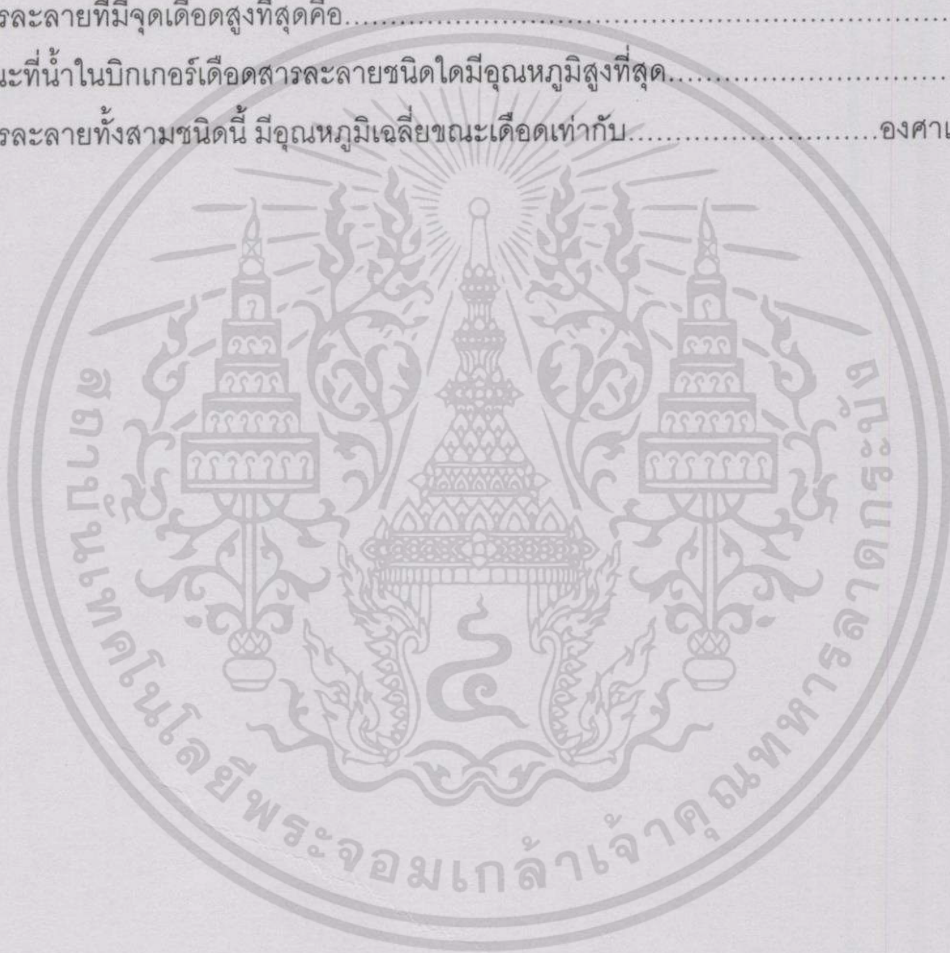 รละลายที่มีจุดเดือดสูงที่สุดคือ
ณะที่น้ำในบิกเกอร์เดือดสารละลายชนิดใดมีอุณหภูมิสูงที่สุด
รละลายทั้งสามชนิดนี้ มีอุณหภูมิเฉลี่ยขณะเดือดเท่ากับ องศาเ
สถาบันเทคโนโลยีพระจอมเกล้าเจ้าคุณทหารลาดกระบัง